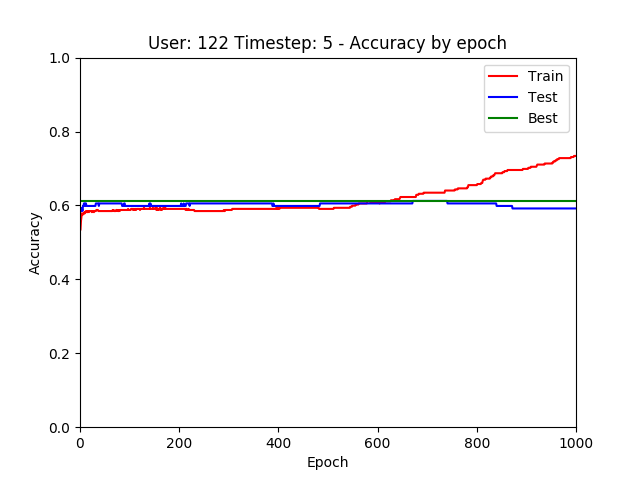 User: 122 Timestep: 5 - Accuracy by epoch
1.0
0.8
0.6
0.4
0.2
0.0
Accuracy
0 200 400 600 800 1000
Epoch
Train
Test
Best